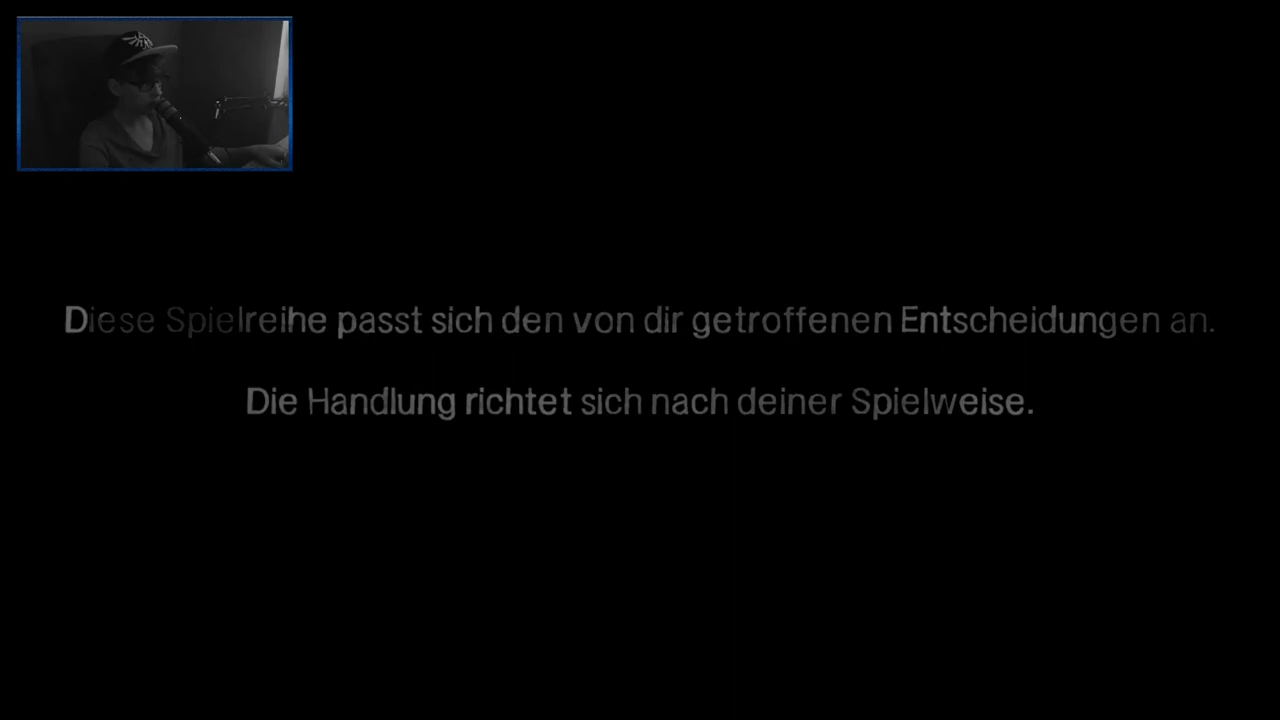 Diese Spielreihe passt sich den von dir getroffenen Entscheidungen an.
Die Handlung richtet sich nach deiner Spielweise.